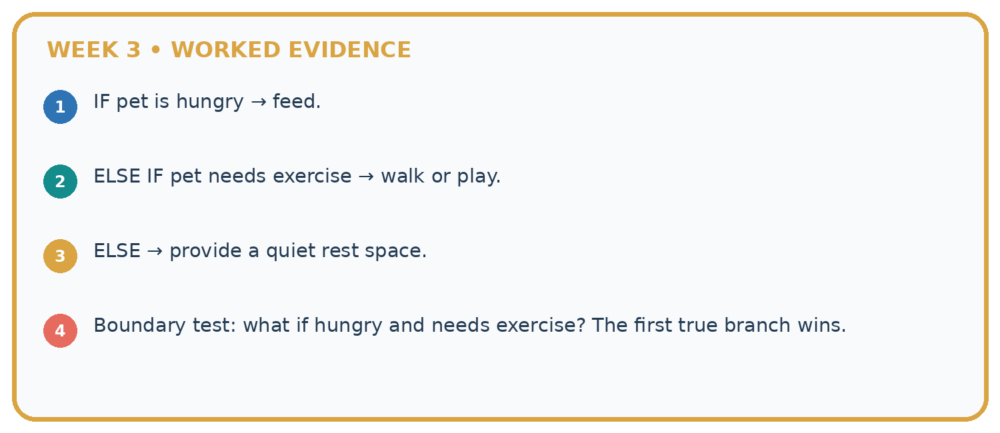 WEEK 3 • WORKED EVIDENCE
1 IF pet is hungry → feed.
2 ELSE IF pet needs exercise → walk or play.
3 ELSE → provide a quiet rest space.
4 Boundary test: what if hungry and needs exercise? The first true branch wins.